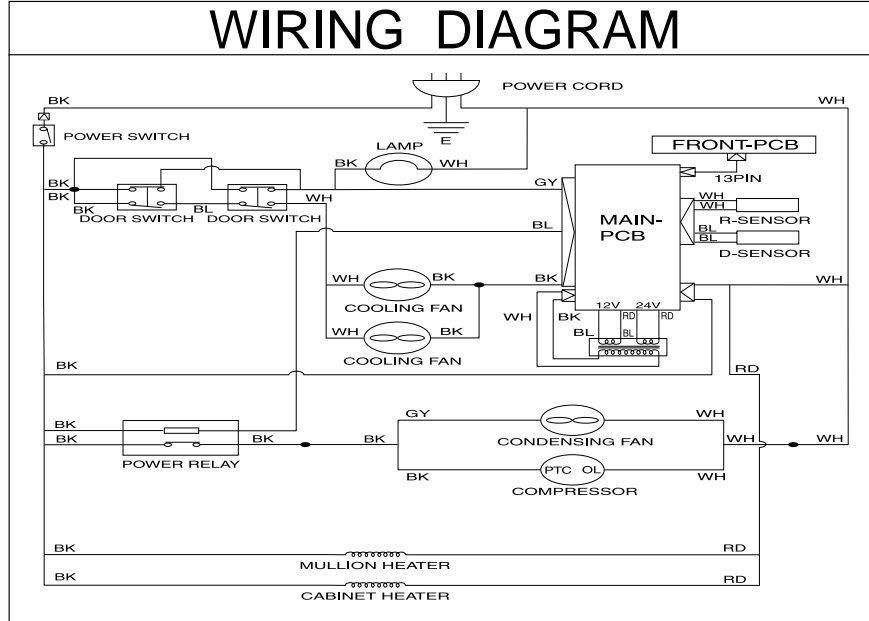 WIRING DIAGRAM
POWER CORD
BK
WH
E
POWER SWITCH
LAMP
BK
WH
FRONT-PCB
13PIN
BK
BK
BK
DOOR SWITCH
BL
DOOR SWITCH
WH
GY
MAIN-
PCB
WH
WH
R-SENSOR
BL
BL
BL
D-SENSOR
WH
BK
BK
WH
COOLING FAN
WH
BK
COOLING FAN
12V
24V
WH
BK
RD
RD
BL
BL
BK
RD
BK
BK
BK
BK
POWER RELAY
GY
WH
CONDENSING FAN
WH
WH
BK
PTC OL
WH
COMPRESSOR
BK
RD
MULLION HEATER
BK
RD
CABINET HEATER